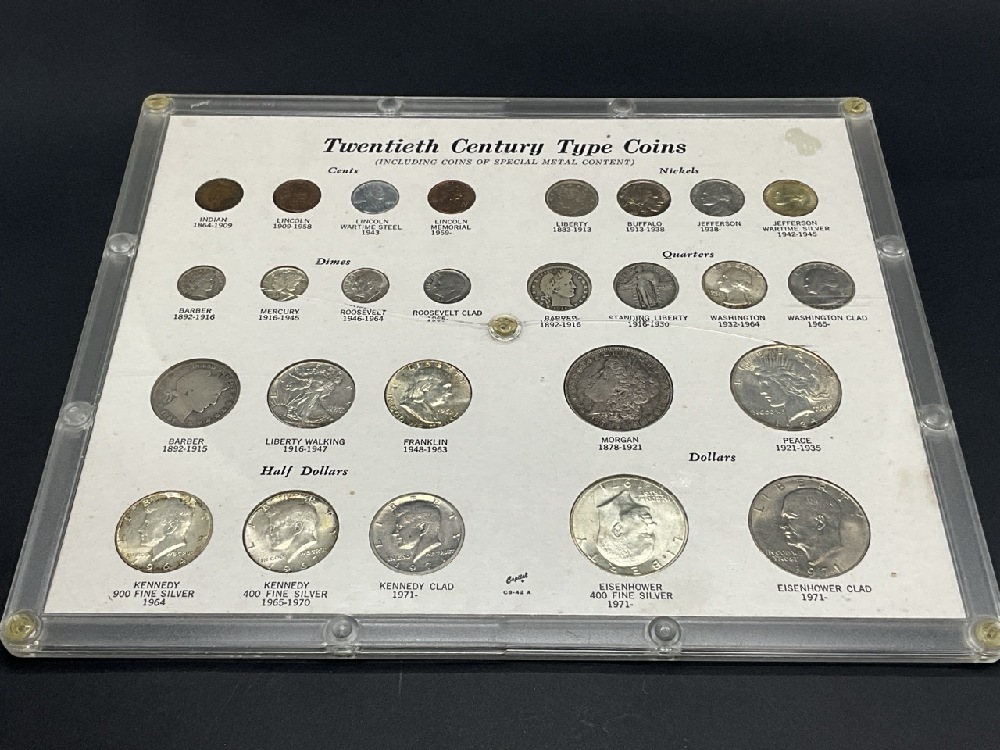 Twentieth Century Type Coins
(INCLUDING COINS OF SPECIAL METAL CONTENT)
Cents
Nickels
INDIAN
1864-1909
LINCOLN
1909-1958
LINCOLN
WARTIME STEEL
1943
LINCOLN
MEMORIAL
1959-
LIBERTY
1883-1913
BUFFALO
1913-1938
JEFFERSON
1938-
JEFFERSON
WARTIME SILVER
1942-1945
Dimes
Quarters
BARBER
1892-1916
MERCURY
1916-1945
ROOSEVELT
1946-1964
ROOSEVELT CLAD
1965-
BARBER
1892-1916
STANDING LIBERTY
1916-1930
WASHINGTON
1932-1964
WASHINGTON CLAD
1965-
BARBER
1892-1915
LIBERTY WALKING
1916-1947
FRANKLIN
1948-1963
MORGAN
1878-1921
PEACE
1921-1935
Half Dollars
Dollars
LIBERTY
KENNEDY
900 FINE SILVER
1964
KENNEDY
400 FINE SILVER
1965-1970
KENNEDY CLAD
1971-
Capital
EISENHOWER
400 FINE SILVER
1971-
EISENHOWER CLAD
1971-